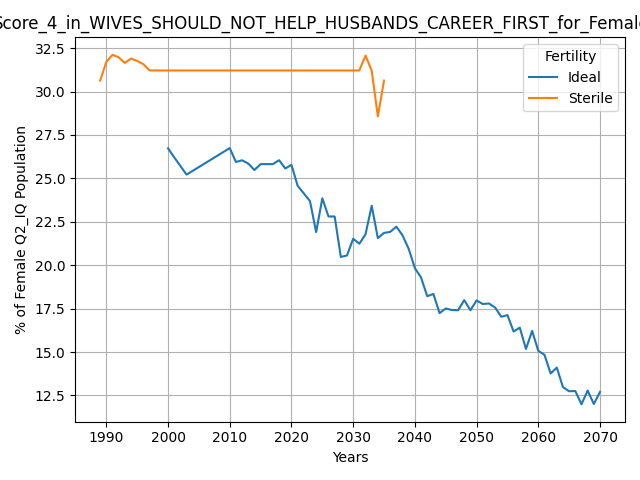 Score_4_in_WIVES_SHOULD_NOT_HELP_HUSBANDS_CAREER_FIRST_for_Female
Fertility
Ideal
Sterile
% of Female Q2_IQ Population
32.5
30.0
27.5
25.0
22.5
20.0
17.5
15.0
12.5
1990 2000 2010 2020 2030 2040 2050 2060 2070
Years